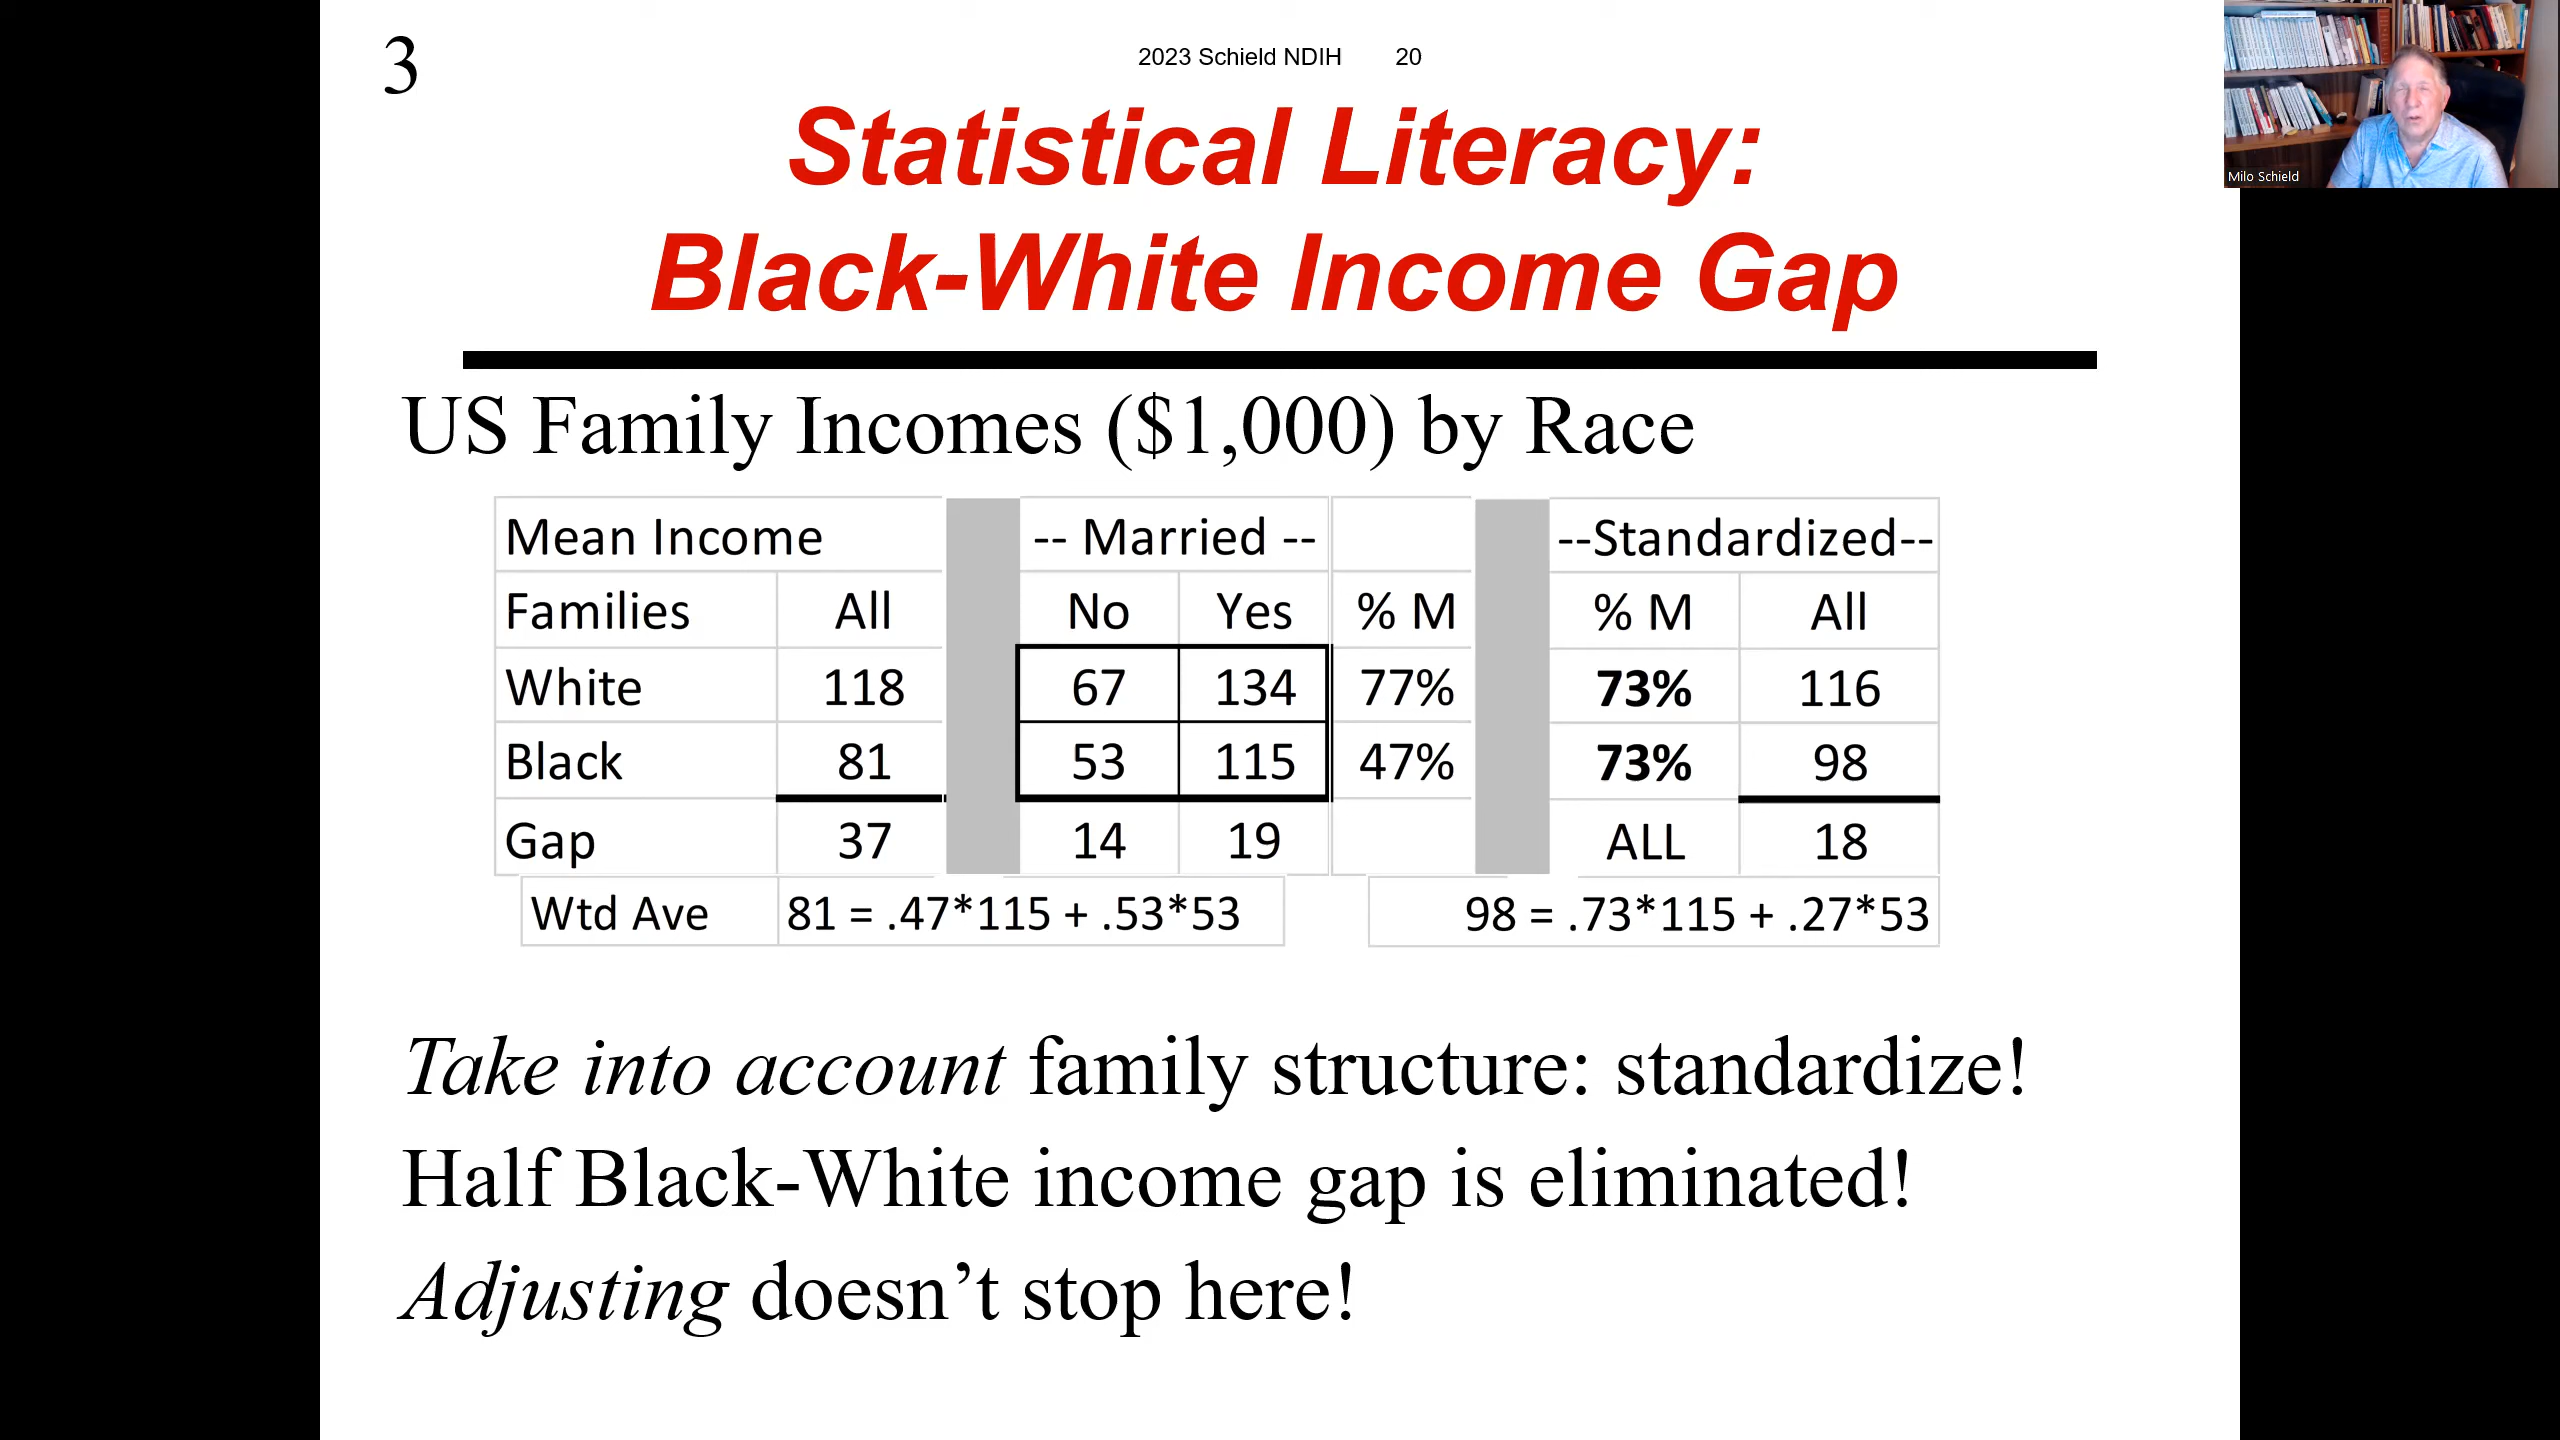 3
2023 Schield NDIH 20
Statistical Literacy:
Black-White Income Gap
US Family Incomes ($1,000) by Race
Mean Income -- Married -- --Standardized--
Families All No Yes % M % M All
White 118 67 134 77% 73% 116
Black 81 53 115 47% 73% 98
Gap 37 14 19 ALL 18
Wtd Ave 81 = .47*115 + .53*53 98 = .73*115 + .27*53
Take into account family structure: standardize!
Half Black-White income gap is eliminated!
Adjusting doesn’t stop here!
Milo Schield